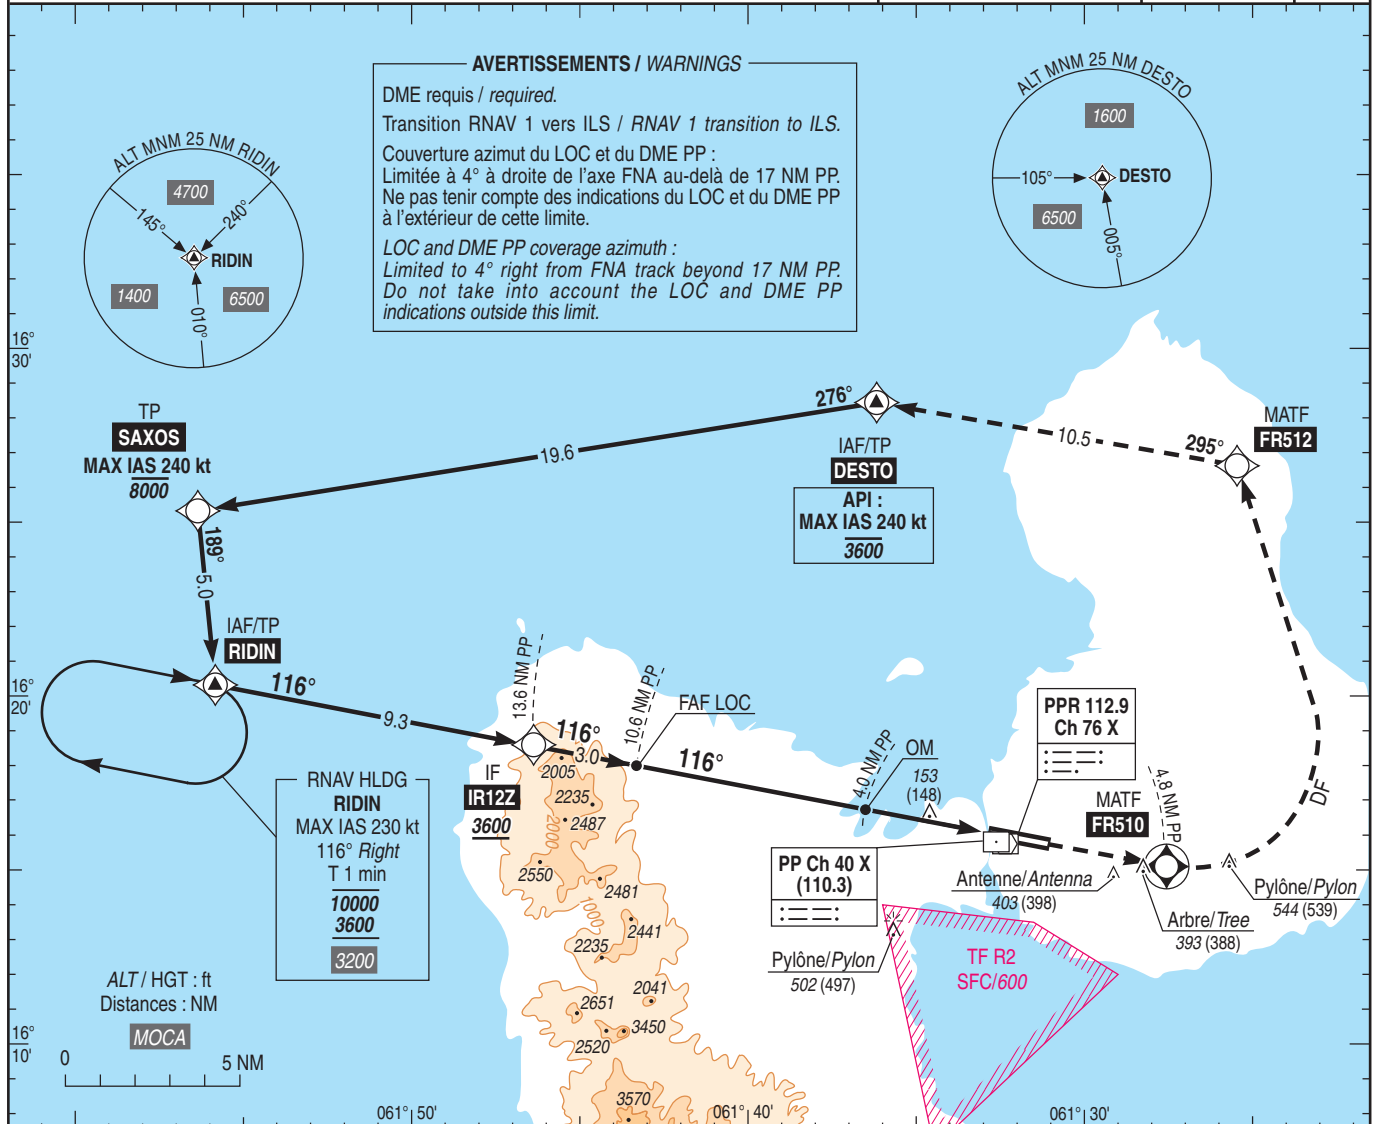 AVERTISSEMENTS / WARNINGS
DME requis / required.
Transition RNAV 1 vers ILS / RNAV 1 transition to ILS.
Couverture azimut du LOC et du DME PP :
Limitée à 4° à droite de l'axe FNA au-delà de 17 NM PP.
Ne pas tenir compte des indications du LOC et du DME PP
à l'extérieur de cette limite.
LOC and DME PP coverage azimuth :
Limited to 4° right from FNA track beyond 17 NM PP.
Do not take into account the LOC and DME PP
indications outside this limit.
ALT MNM 25 NM RIDIN
4700
145°
240°
RIDIN
1400
6500
010°
ALT MNM 25 NM DESTO
1600
105°
DESTO
6500
005°
16°
30'
TP
SAXOS
MAX IAS 240 kt
8000
276°
19.6
IAF/TP
DESTO
API :
MAX IAS 240 kt
3600
10.5
295°
MATF
FR512
189°
5.0
IAF/TP
RIDIN
16°
20'
116°
9.3
13.6 NM PP
116°
3.0
10.6 NM PP
FAF LOC
116°
IF
IR12Z
3600
4.0 NM PP
OM
153
(148)
PPR 112.9
Ch 76 X
MATF
FR510
4.8 NM PP
DF
RNAV HLDG
RIDIN
MAX IAS 230 kt
116° Right
T 1 min
10000
3600
3200
2005
2235
2487
2000
2550
2481
1000
2441
2235
2041
2651
3450
2520
3570
PP Ch 40 X
(110.3)
Antenne/Antenna
403 (398)
Pylône/Pylon
544 (539)
Arbre/Tree
393 (388)
Pylône/Pylon
502 (497)
TF R2
SFC/600
ALT / HGT : ft
Distances : NM
MOCA
0 5 NM
16°
10'
061° 50'
061° 40'
061° 30'